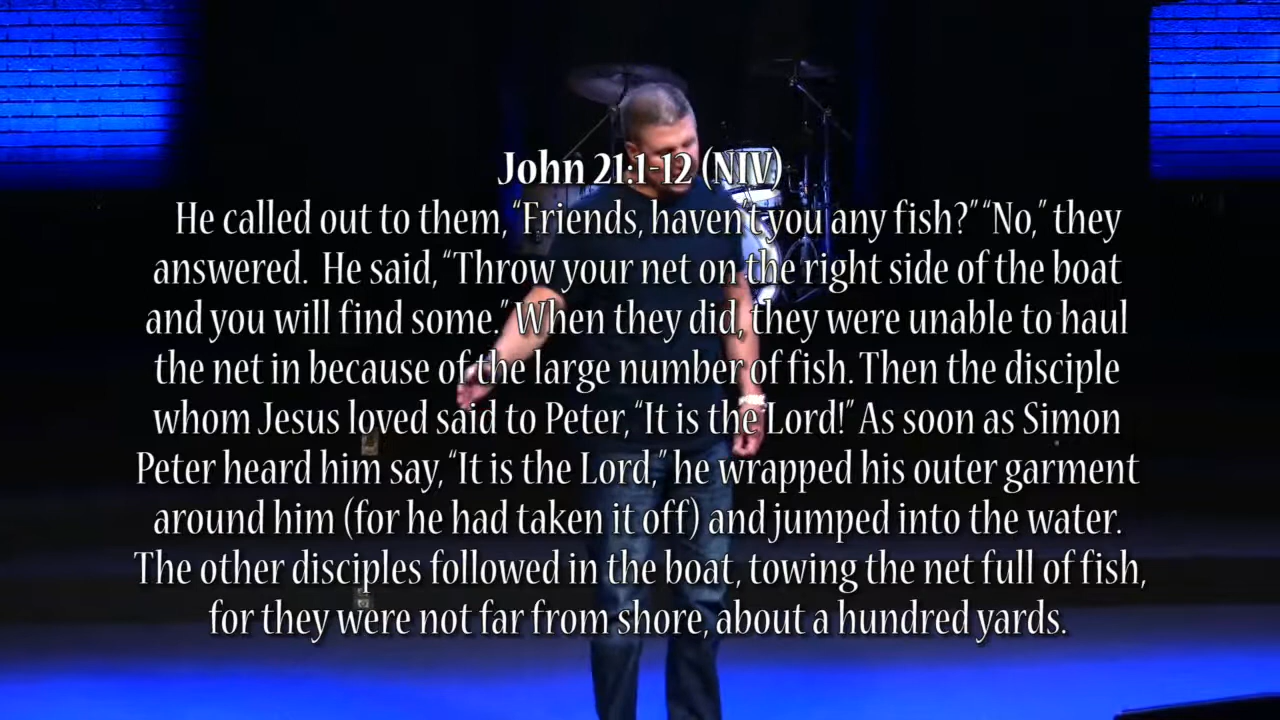 John 21:1-12 (NIV)
He called out to them, “Friends, haven’t you any fish?” “No,” they
answered. He said, “Throw your net on the right side of the boat
and you will find some.” When they did, they were unable to haul
the net in because of the large number of fish. Then the disciple
whom Jesus loved said to Peter, “It is the Lord!” As soon as Simon
Peter heard him say, “It is the Lord,” he wrapped his outer garment
around him (for he had taken it off) and jumped into the water.
The other disciples followed in the boat, towing the net full of fish,
for they were not far from shore, about a hundred yards.